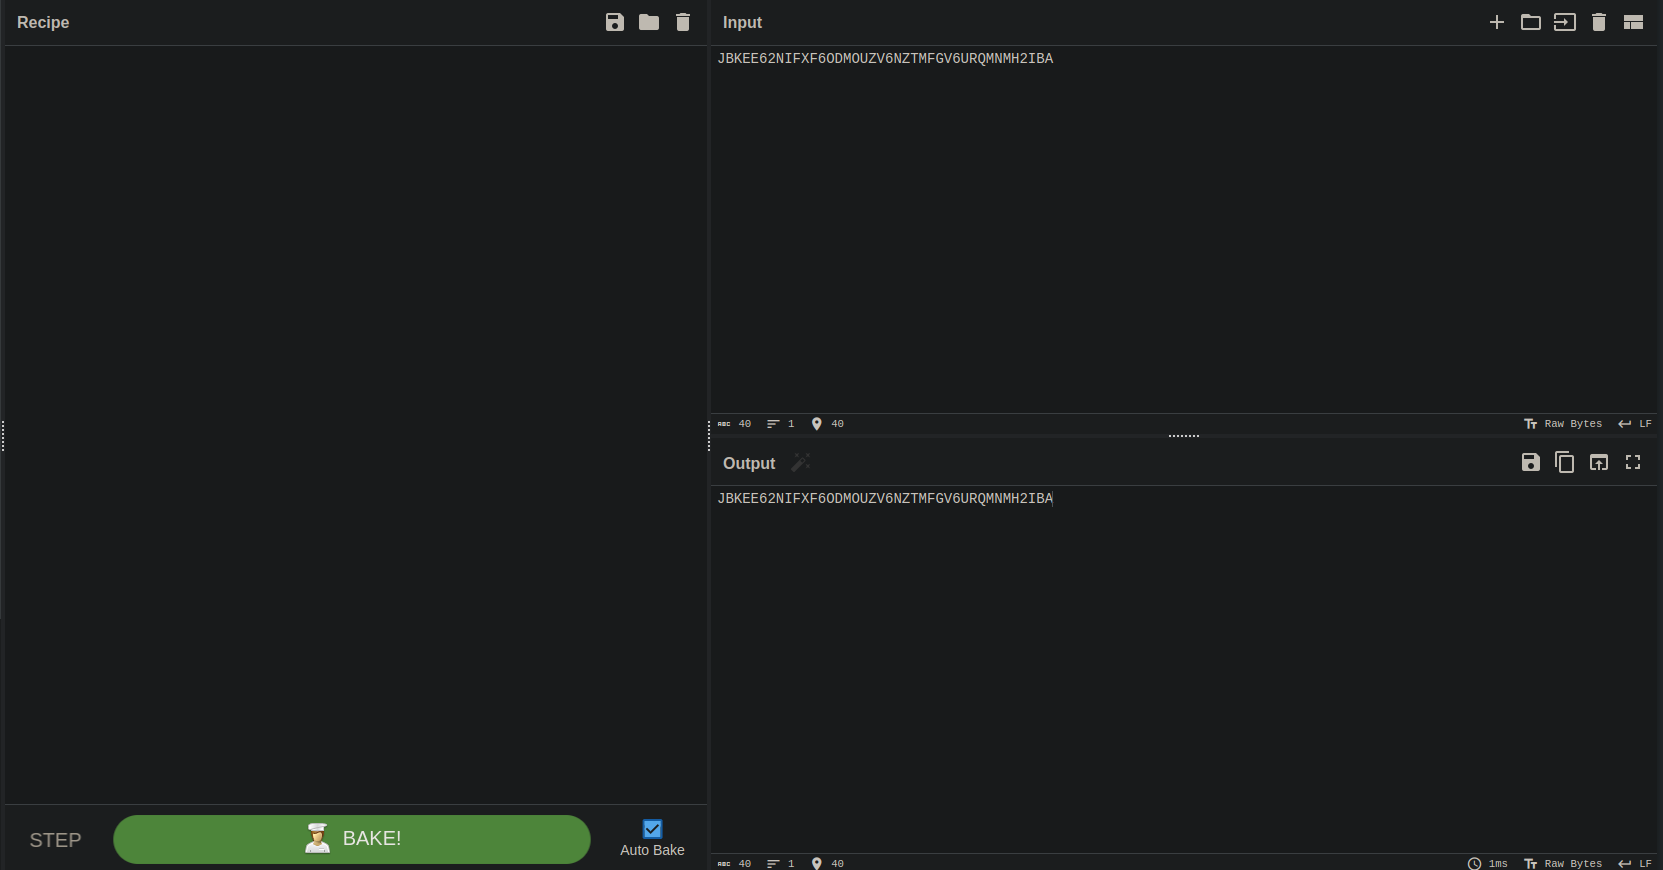 Recipe
STEP
BAKE!
Auto Bake
Input
JBKEE62NIFXF6ODMOUZV6NZTMFGV6URQMNMH2IBA
ABC 40 1 40
Raw Bytes LF
Output
JBKEE62NIFXF6ODMOUZV6NZTMFGV6URQMNMH2IBA
ABC 40 1 40
1ms Raw Bytes LF